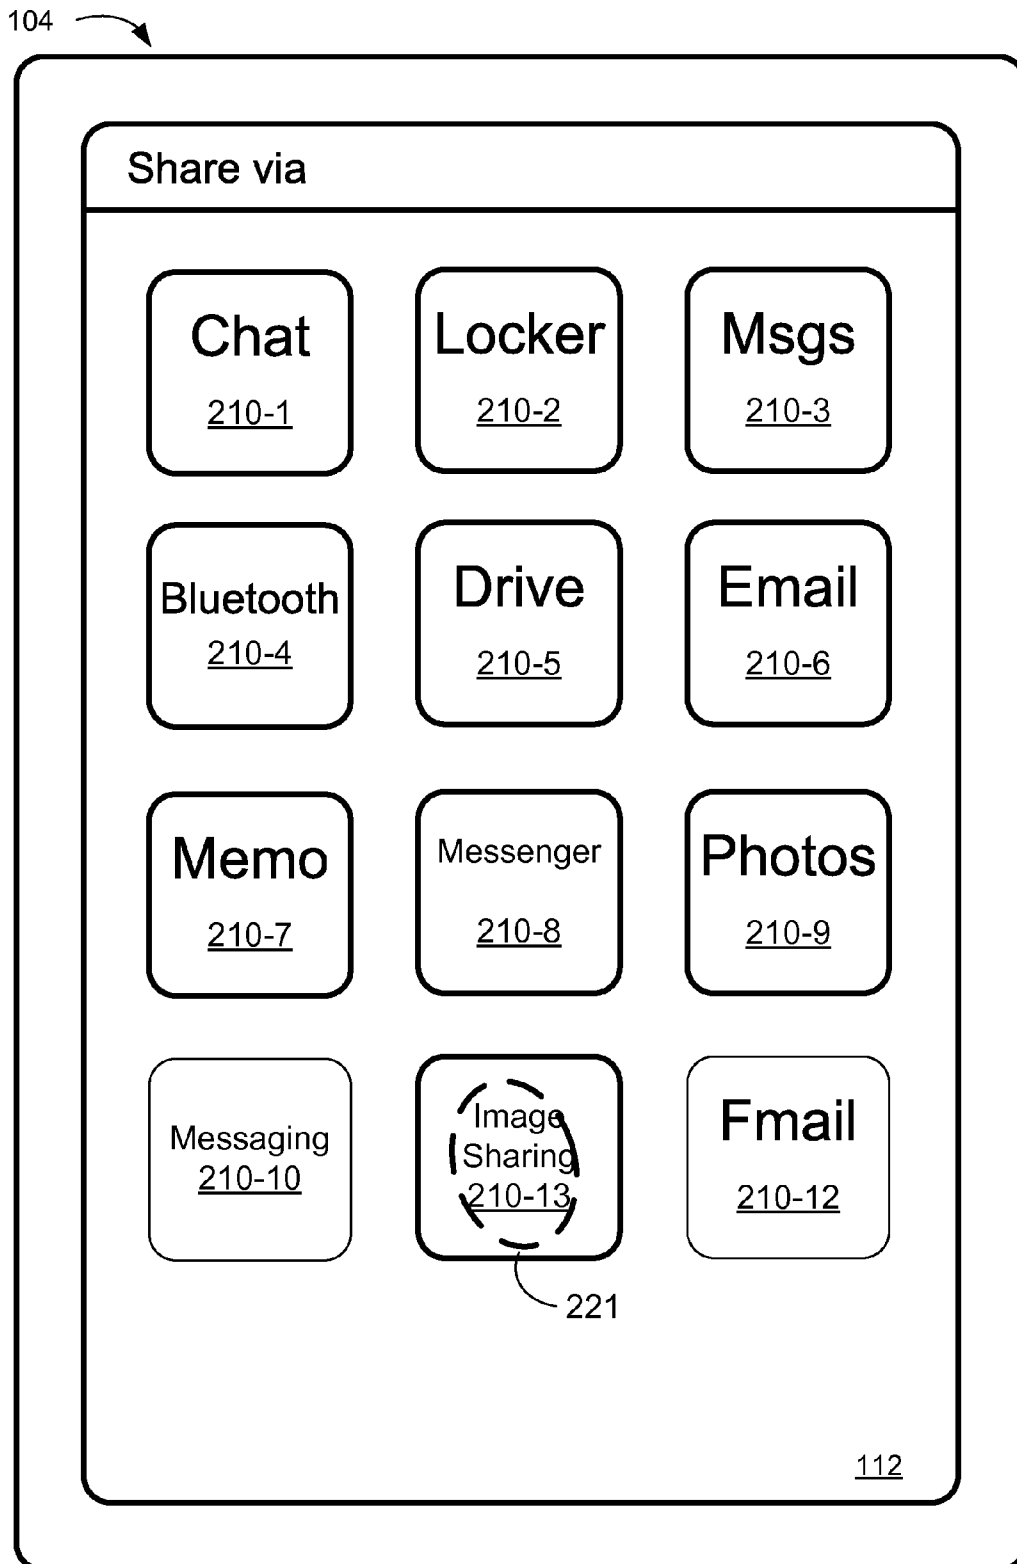 104
Share via
Chat
210-1
Locker
210-2
Msgs
210-3
Bluetooth
210-4
Drive
210-5
Email
210-6
Memo
210-7
Messenger
210-8
Photos
210-9
Messaging
210-10
Image
Sharing
210-13
Fmail
210-12
221
112